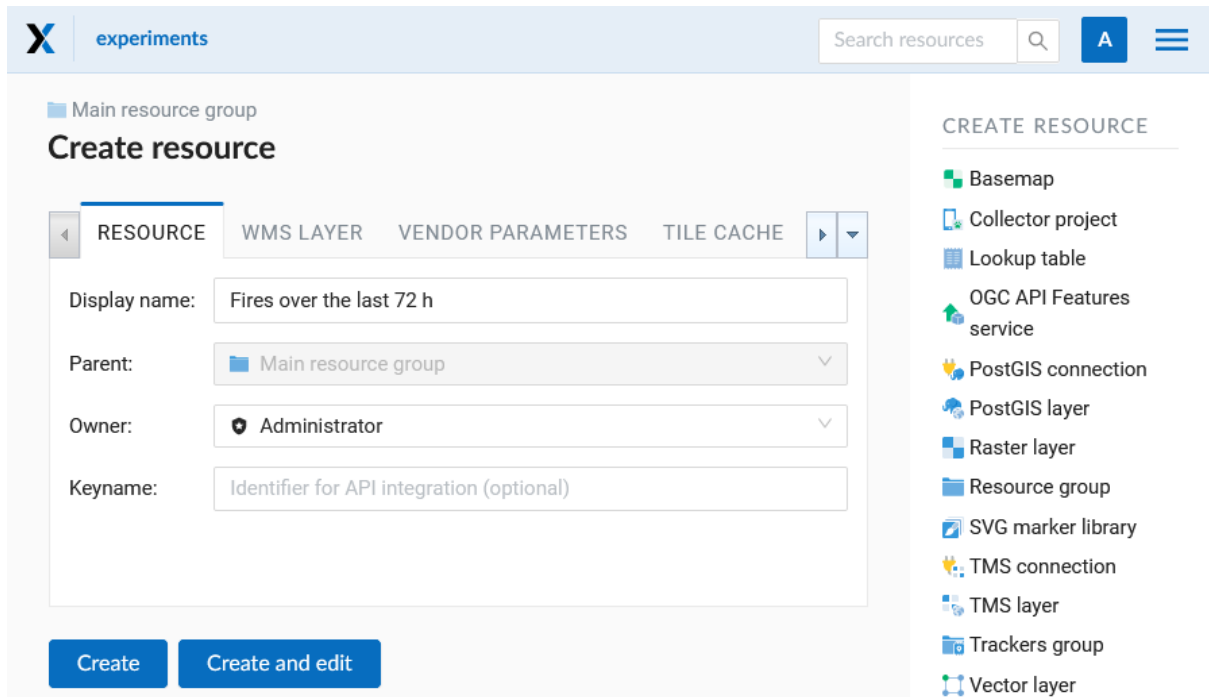 experiments
Search resources
A
Main resource group
Create resource
RESOURCE WMS LAYER VENDOR PARAMETERS TILE CACHE
Display name: Fires over the last 72 h
Parent: Main resource group
Owner: Administrator
Keyname: Identifier for API integration (optional)
Create Create and edit
CREATE RESOURCE
Basemap
Collector project
Lookup table
OGC API Features
service
PostGIS connection
PostGIS layer
Raster layer
Resource group
SVG marker library
TMS connection
TMS layer
Trackers group
Vector layer